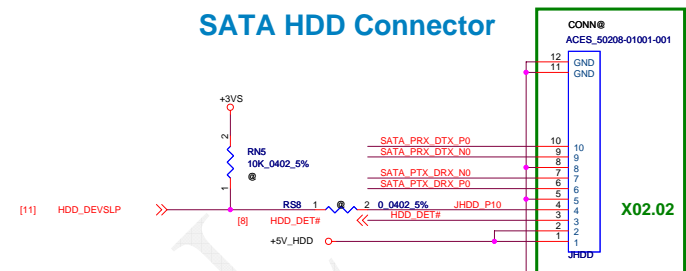 SATA HDD Connector
CONN@
ACES_50208-01001-001
12 GND
11 GND
+3VS
2
RN5
10K_0402_5%
@
1
SATA_PRX_DTX_P0 10 10
SATA_PRX_DTX_N0 9 9
8 8
SATA_PTX_DRX_N0 7 7
SATA_PTX_DRX_P0 6 6
5 5
[11] HDD_DEVSLP RS8 1 @ 2 0_0402_5% JHDD_P10 4 4 X02.02
[8] HDD_DET# HDD_DET# 3 3
2 2
+5V_HDD 1 1
JHDD